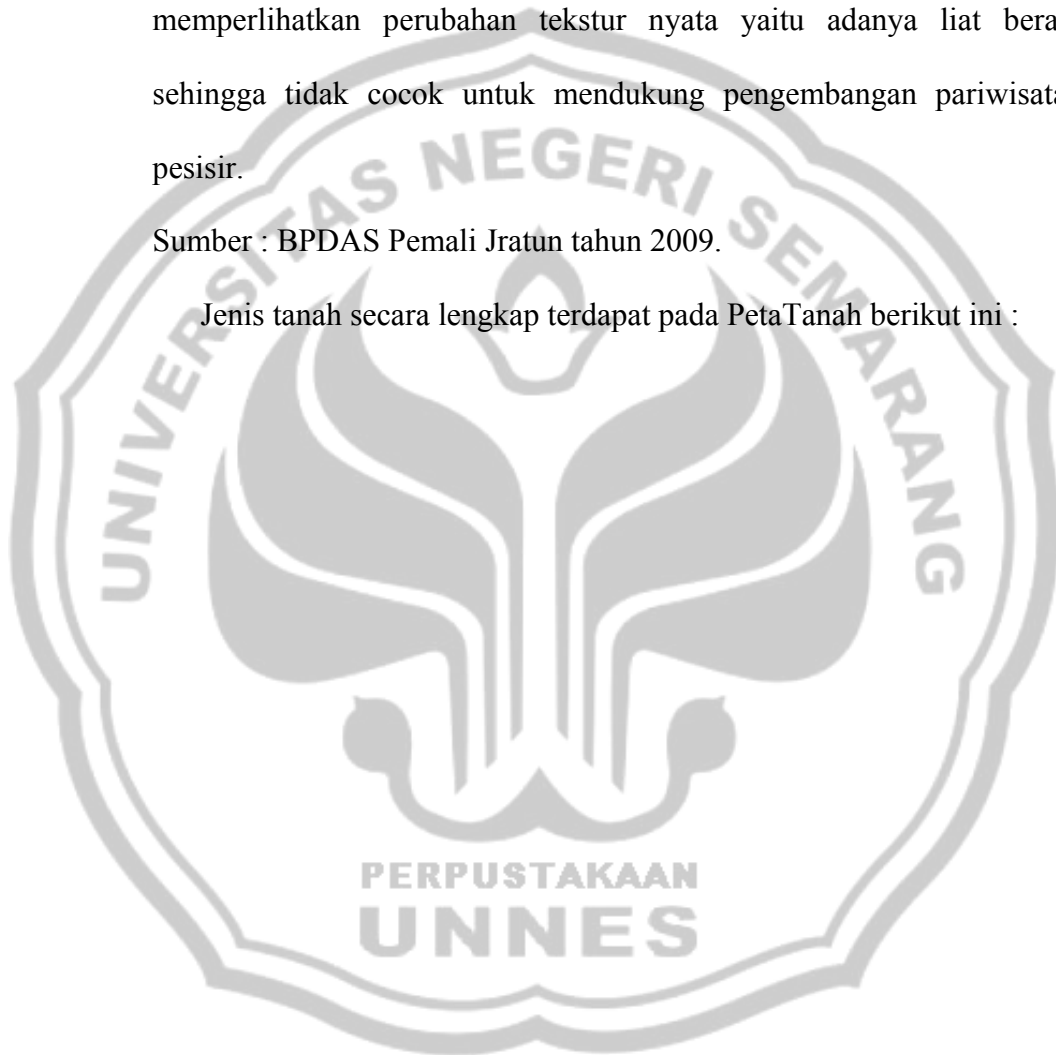 memperlihatkan perubahan tekstur nyata yaitu adanya liat bera
sehingga tidak cocok untuk mendukung pengembangan pariwisata
pesisir.
Sumber : BPDAS Pemali Jratun tahun 2009.
Jenis tanah secara lengkap terdapat pada PetaTanah berikut ini :
UNIVERSITAS NEGERI SEMARANG
PERPUSTAKAAN
UNNES